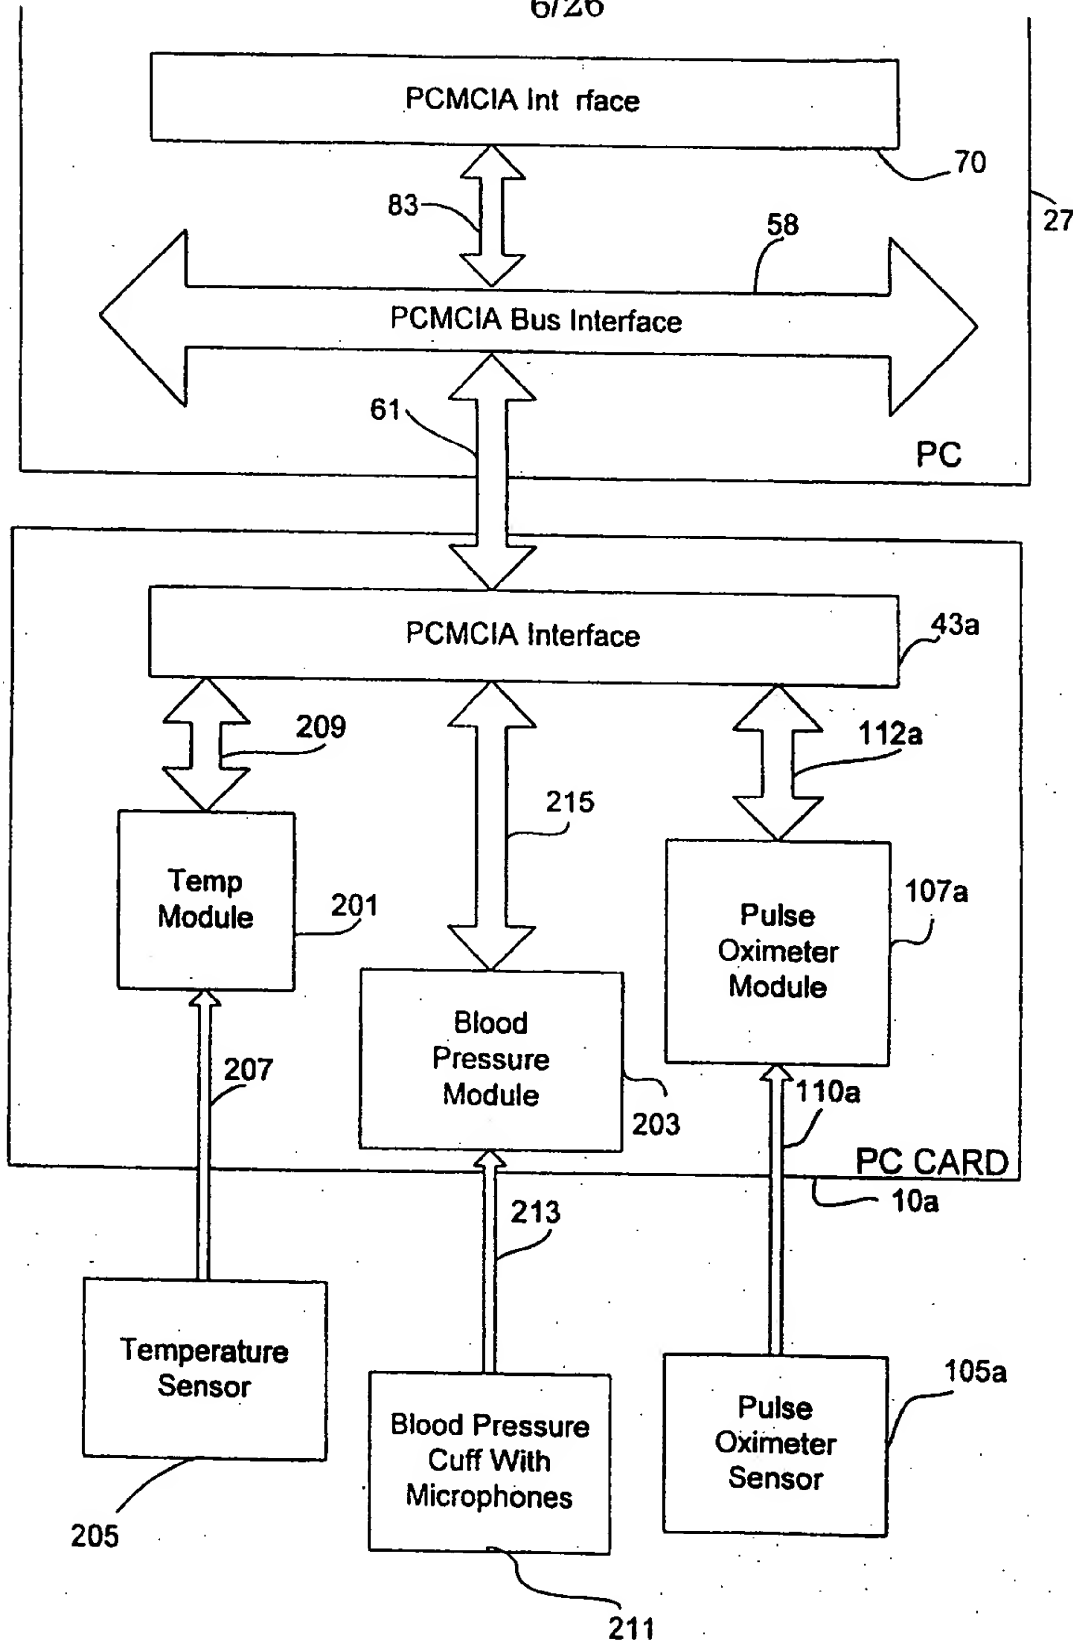 6/26
PCMCIA Int rface
70
83
27
58
PCMCIA Bus Interface
61
PC
PCMCIA Interface
43a
209
112a
215
Temp
Module
201
107a
Pulse
Oximeter
Module
Blood
Pressure
Module
207
203
110a
PC CARD
10a
213
Temperature
Sensor
105a
Blood Pressure
Cuff With
Microphones
Pulse
Oximeter
Sensor
205
211